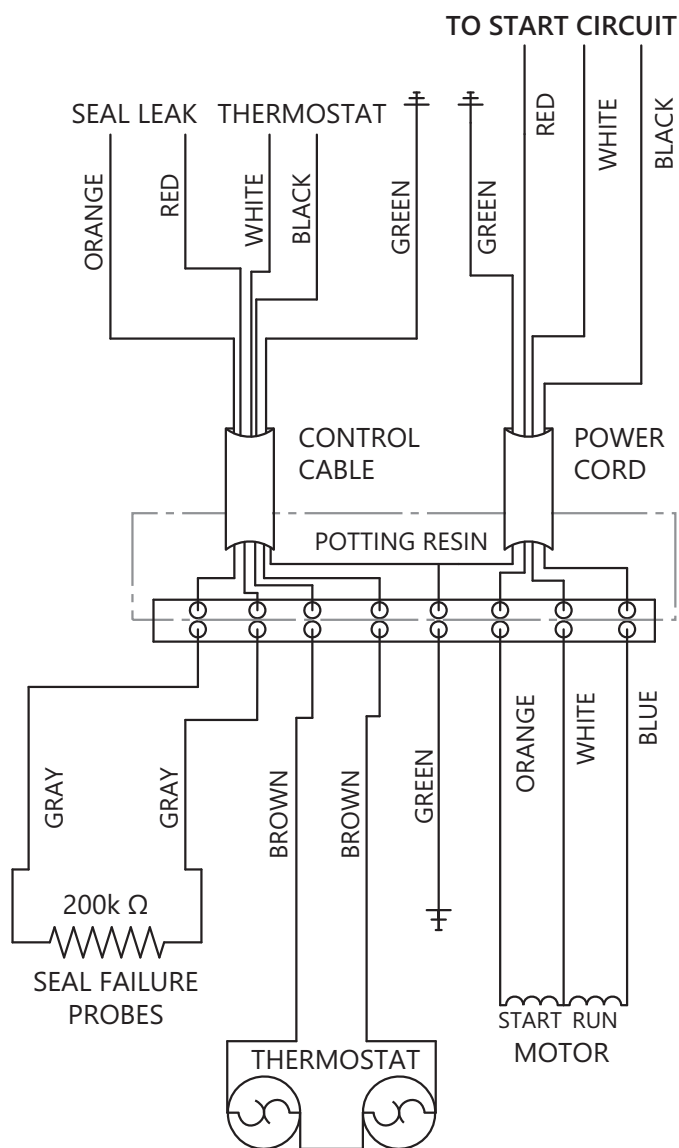 TO START CIRCUIT
SEAL LEAK THERMOSTAT
ORANGE
RED
WHITE
BLACK
GREEN
GREEN
RED
WHITE
BLACK
CONTROL
CABLE
POWER
CORD
POTTING RESIN
GRAY
GRAY
BROWN
BROWN
GREEN
ORANGE
WHITE
BLUE
200k Ω
SEAL FAILURE
PROBES
START RUN
MOTOR
THERMOSTAT